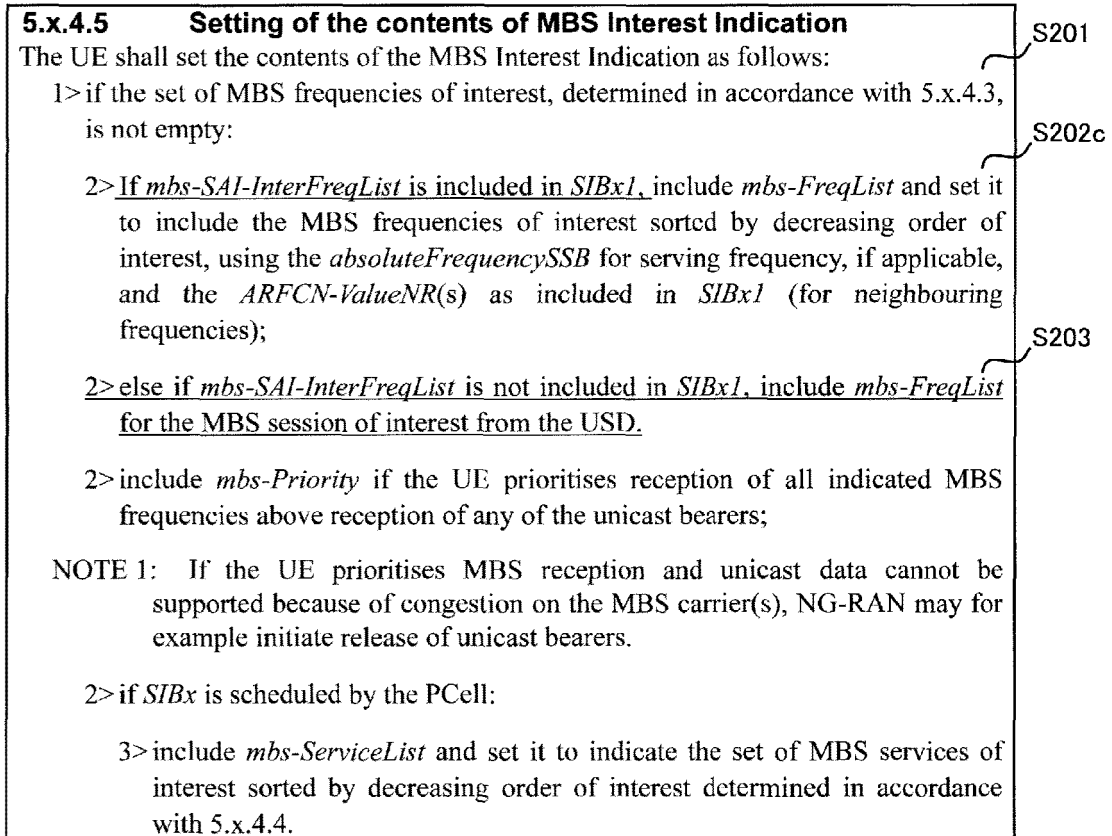 5.x.4.5 Setting of the contents of MBS Interest Indication
S201
The UE shall set the contents of the MBS Interest Indication as follows:
1> if the set of MBS frequencies of interest, determined in accordance with 5.x.4.3,
is not empty:
S202c
2> If mbs-SAI-InterFreqList is included in SIBx1, include mbs-FreqList and set it
to include the MBS frequencies of interest sorted by decreasing order of
interest, using the absoluteFrequencySSB for serving frequency, if applicable,
and the ARFCN-ValueNR(s) as included in SIBx1 (for neighbouring
frequencies);
S203
2> else if mbs-SAI-InterFreqList is not included in SIBx1, include mbs-FreqList
for the MBS session of interest from the USD.
2> include mbs-Priority if the UE prioritises reception of all indicated MBS
frequencies above reception of any of the unicast bearers;
NOTE 1: If the UE prioritises MBS reception and unicast data cannot be
supported because of congestion on the MBS carrier(s), NG-RAN may for
example initiate release of unicast bearers.
2> if SIBx is scheduled by the PCell:
3> include mbs-ServiceList and set it to indicate the set of MBS services of
interest sorted by decreasing order of interest determined in accordance
with 5.x.4.4.